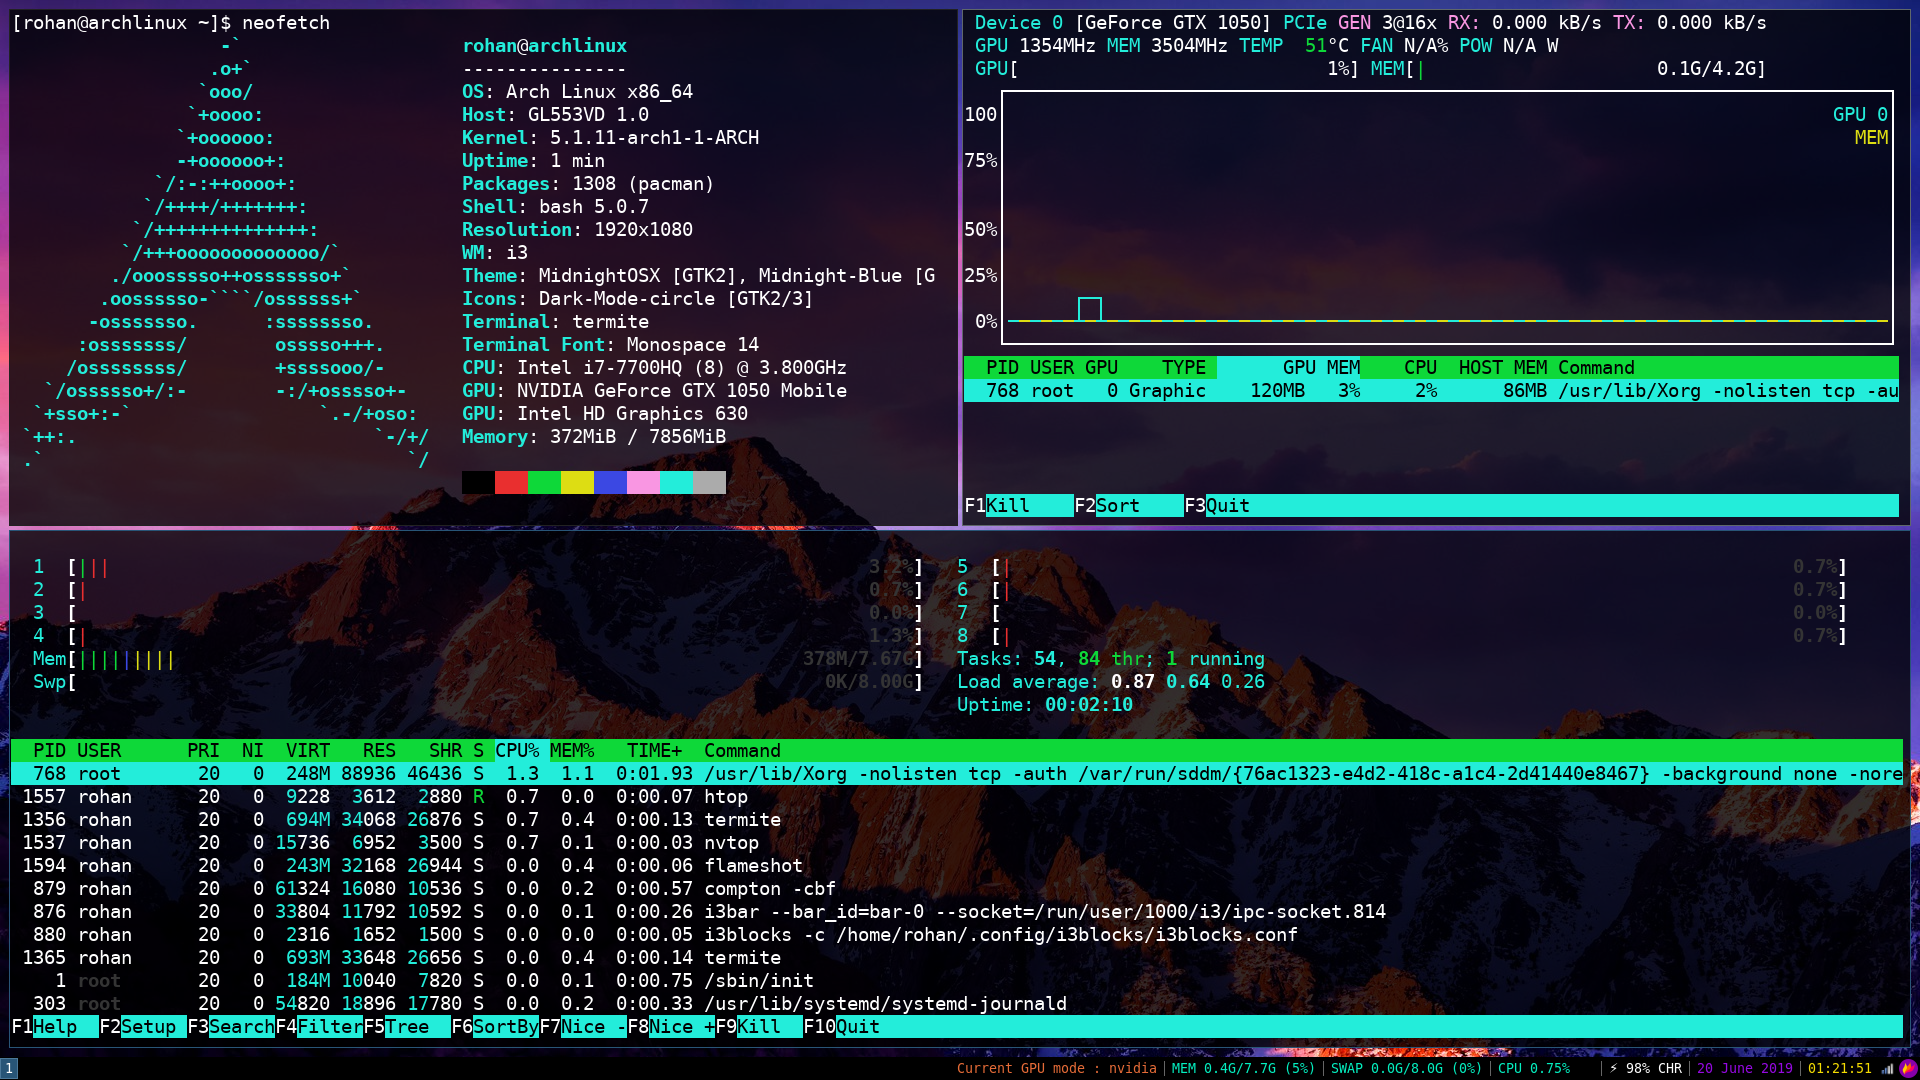 [rohan@archlinux ~]$ neofetch
-`
.o+`
`ooo/
`+oooo:
`+oooooo:
-+oooooo+:
`/:-:++oooo+:
`/++++/+++++++:
`/++++++++++++++:
`/+++ooooooooooooo/`
./ooosssso++osssssso+`
.oossssso-````/ossssss+`
-osssssso.      :ssssssso.
:osssssss/        osssso+++.
/ossssssss/        +ssssooo/-
`/ossssso+/:-        -:/+osssso+-
`+sso+:-`                 `.-/+oso:
`++:.                           `-/+/
.`                                 `/
rohan@archlinux
---------------
OS: Arch Linux x86_64
Host: GL553VD 1.0
Kernel: 5.1.11-arch1-1-ARCH
Uptime: 1 min
Packages: 1308 (pacman)
Shell: bash 5.0.7
Resolution: 1920x1080
WM: i3
Theme: MidnightOSX [GTK2], Midnight-Blue [G
Icons: Dark-Mode-circle [GTK2/3]
Terminal: termite
Terminal Font: Monospace 14
CPU: Intel i7-7700HQ (8) @ 3.800GHz
GPU: NVIDIA GeForce GTX 1050 Mobile
GPU: Intel HD Graphics 630
Memory: 372MiB / 7856MiB
Device 0 [GeForce GTX 1050] PCIe GEN 3@16x RX: 0.000 kB/s TX: 0.000 kB/s
GPU 1354MHz MEM 3504MHz TEMP  51°C FAN N/A% POW N/A W
GPU[ 1%] MEM[| 0.1G/4.2G]
100 GPU 0
MEM
75%
50%
25%
0%
PID USER GPU TYPE GPU MEM CPU HOST MEM Command
768 root 0 Graphic 120MB 3% 2% 86MB /usr/lib/Xorg -nolisten tcp -au
F1Kill F2Sort F3Quit
1 [||| 3.2%] 5 [| 0.7%]
2 [| 0.7%] 6 [| 0.7%]
3 [ 0.0%] 7 [ 0.0%]
4 [| 1.3%] 8 [| 0.7%]
Mem[||||||||| 378M/7.67G] Tasks: 54, 84 thr; 1 running
Swp[ 0K/8.00G] Load average: 0.87 0.64 0.26
Uptime: 00:02:10
PID USER PRI NI VIRT RES SHR S CPU% MEM% TIME+ Command
768 root 20 0 248M 88936 46436 S 1.3 1.1 0:01.93 /usr/lib/Xorg -nolisten tcp -auth /var/run/sddm/{76ac1323-e4d2-418c-a1c4-2d41440e8467} -background none -nore
1557 rohan 20 0 9228 3612 2880 R 0.7 0.0 0:00.07 htop
1356 rohan 20 0 694M 34068 26876 S 0.7 0.4 0:00.13 termite
1537 rohan 20 0 15736 6952 3500 S 0.7 0.1 0:00.03 nvtop
1594 rohan 20 0 243M 32168 26944 S 0.0 0.4 0:00.06 flameshot
879 rohan 20 0 61324 16080 10536 S 0.0 0.2 0:00.57 compton -cbf
876 rohan 20 0 33804 11792 10592 S 0.0 0.1 0:00.26 i3bar --bar_id=bar-0 --socket=/run/user/1000/i3/ipc-socket.814
880 rohan 20 0 2316 1652 1500 S 0.0 0.0 0:00.05 i3blocks -c /home/rohan/.config/i3blocks/i3blocks.conf
1365 rohan 20 0 693M 33648 26656 S 0.0 0.4 0:00.14 termite
1 root 20 0 184M 10040 7820 S 0.0 0.1 0:00.75 /sbin/init
303 root 20 0 54820 18896 17780 S 0.0 0.2 0:00.33 /usr/lib/systemd/systemd-journald
F1Help F2Setup F3SearchF4FilterF5Tree F6SortByF7Nice -F8Nice +F9Kill F10Quit
1 Current GPU mode : nvidia MEM 0.4G/7.7G (5%) SWAP 0.0G/8.0G (0%) CPU 0.75% ⚡ 98% CHR 20 June 2019 01:21:51